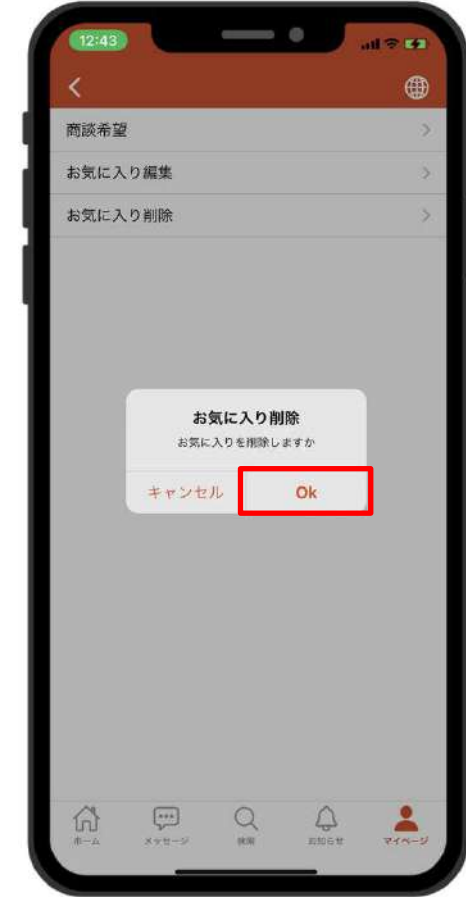 12:43
商談希望
お気に入り編集
お気に入り削除
お気に入り削除
お気に入りを削除しますか
キャンセル Ok
ホーム メッセージ 検索 お知らせ マイページ